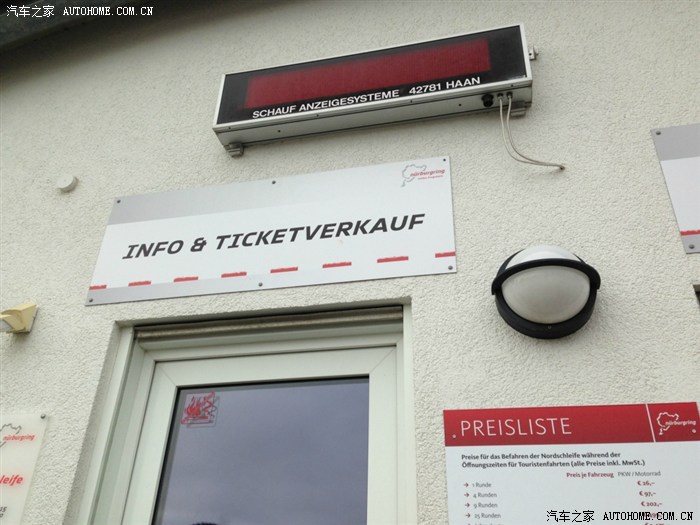 汽车之家 AUTOHOME.COM.CN
SCHAUF ANZEIGESYSTEME 42781 HAAN
nürburgring
INFO & TICKETVERKAUF
nürburgring
PREISLISTE
nürburgring
Preise für das Befahren der Nordschleife während der
Öffnungszeiten für Touristenfahrten (alle Preise inkl. MwSt.)
Preis je Fahrzeug PKW / Motorrad
→ 1 Runde € 26,-
→ 4 Runden € 97,-
→ 9 Runden € 202,-
→ 25 Runden
汽车之家 AUTOHOME.COM.CN